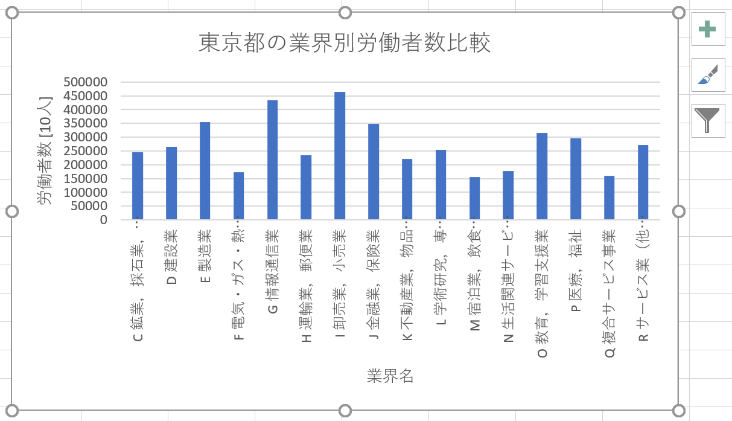 東京都の業界別労働者数比較
労働者数 [10人]
500000
450000
400000
350000
300000
250000
200000
150000
100000
50000
0
C 鉱業，採石業，…
D 建設業
E 製造業
F 電気・ガス・熱…
G 情報通信業
H 運輸業，郵便業
I 卸売業，小売業
J 金融業，保険業
K 不動産業，物品…
L 学術研究，専…
M 宿泊業，飲食…
N 生活関連サービ…
O 教育，学習支援業
P 医療，福祉
Q 複合サービス事業
R サービス業（他…
業界名